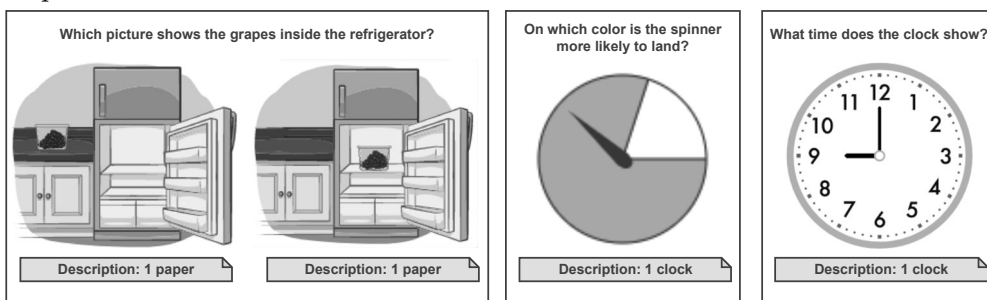 Which picture shows the grapes inside the refrigerator?
Description: 1 paper
Description: 1 paper
On which color is the spinner
more likely to land?
Description: 1 clock
What time does the clock show?
12
1
2
3
4
5
6
7
8
9
10
11
Description: 1 clock